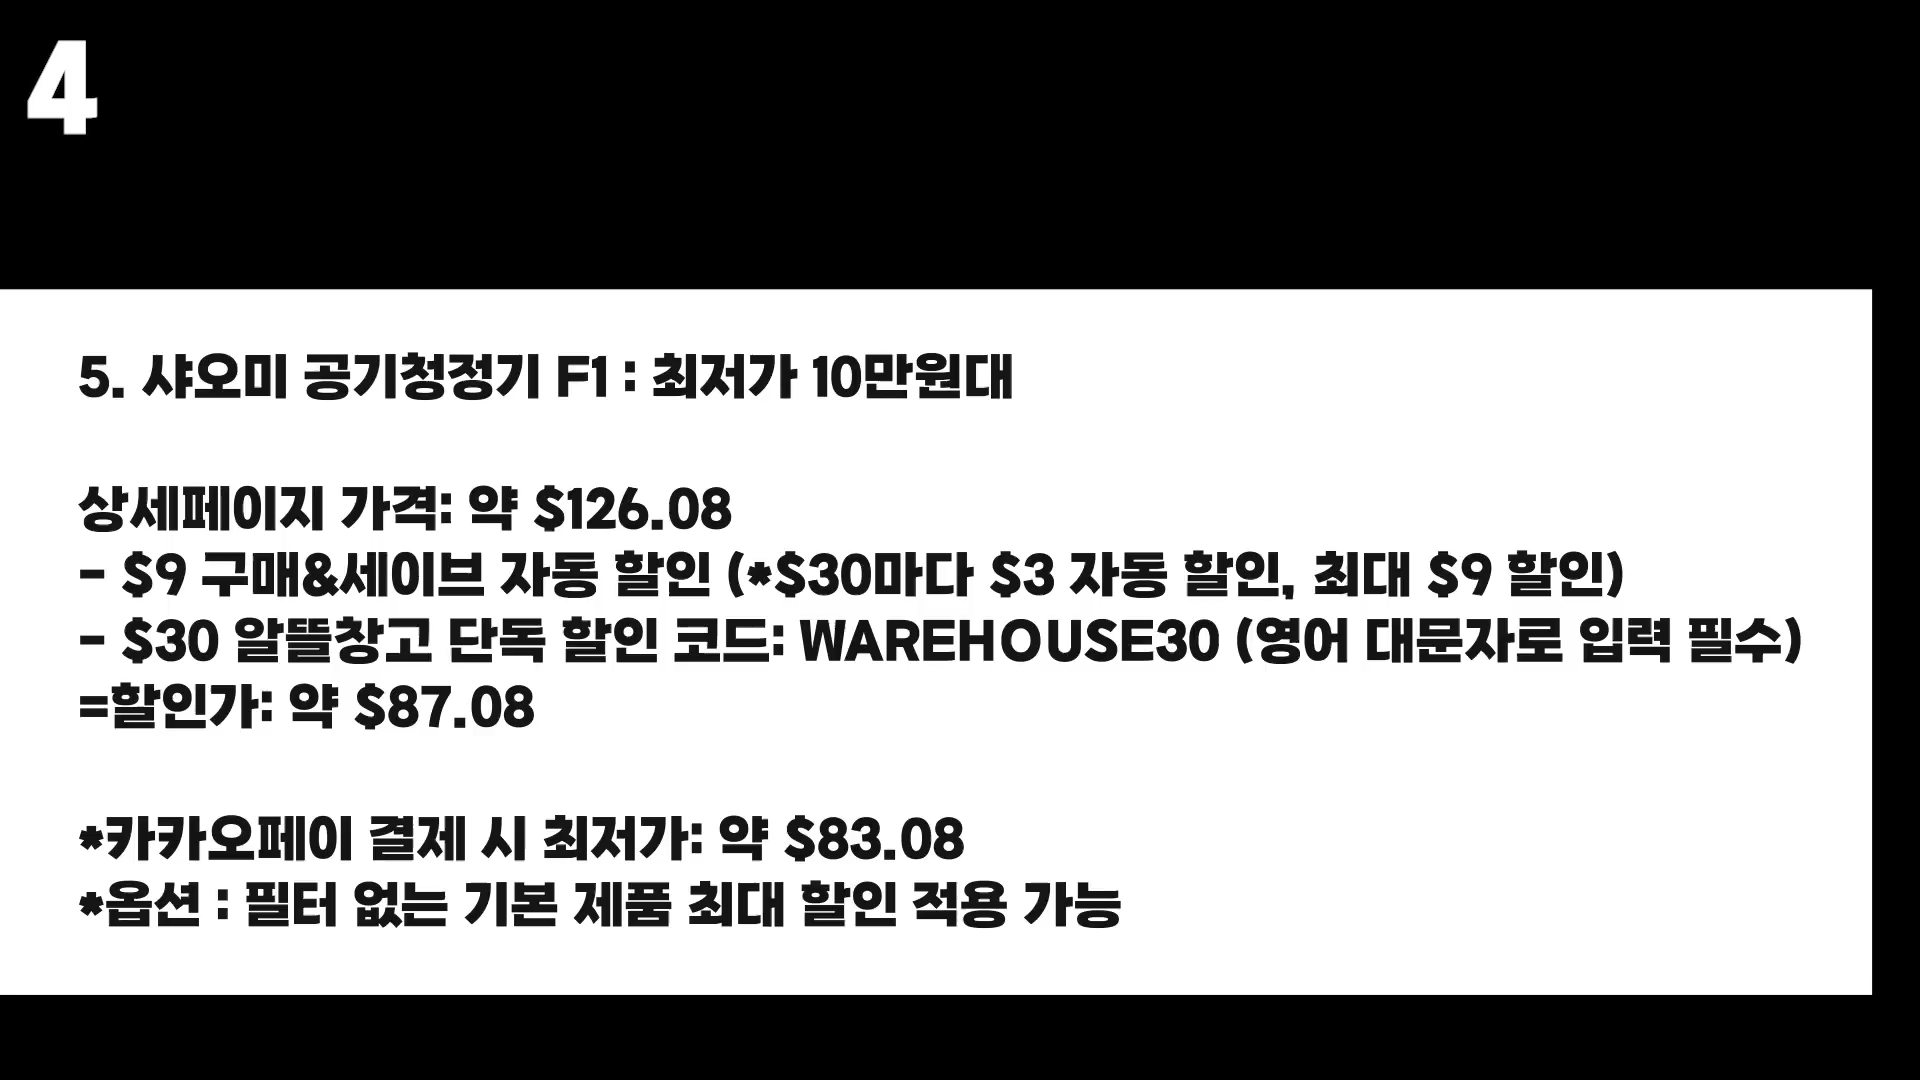 4
5. 샤오미 공기청정기 F1 : 최저가 10만원대
상세페이지 가격: 약 $126.08
- $9 구매&세이브 자동 할인 (*$30마다 $3 자동 할인, 최대 $9 할인)
- $30 알뜰창고 단독 할인 코드: WAREHOUSE30 (영어 대문자로 입력 필수)
=할인가: 약 $87.08
*카카오페이 결제 시 최저가: 약 $83.08
*옵션 : 필터 없는 기본 제품 최대 할인 적용 가능